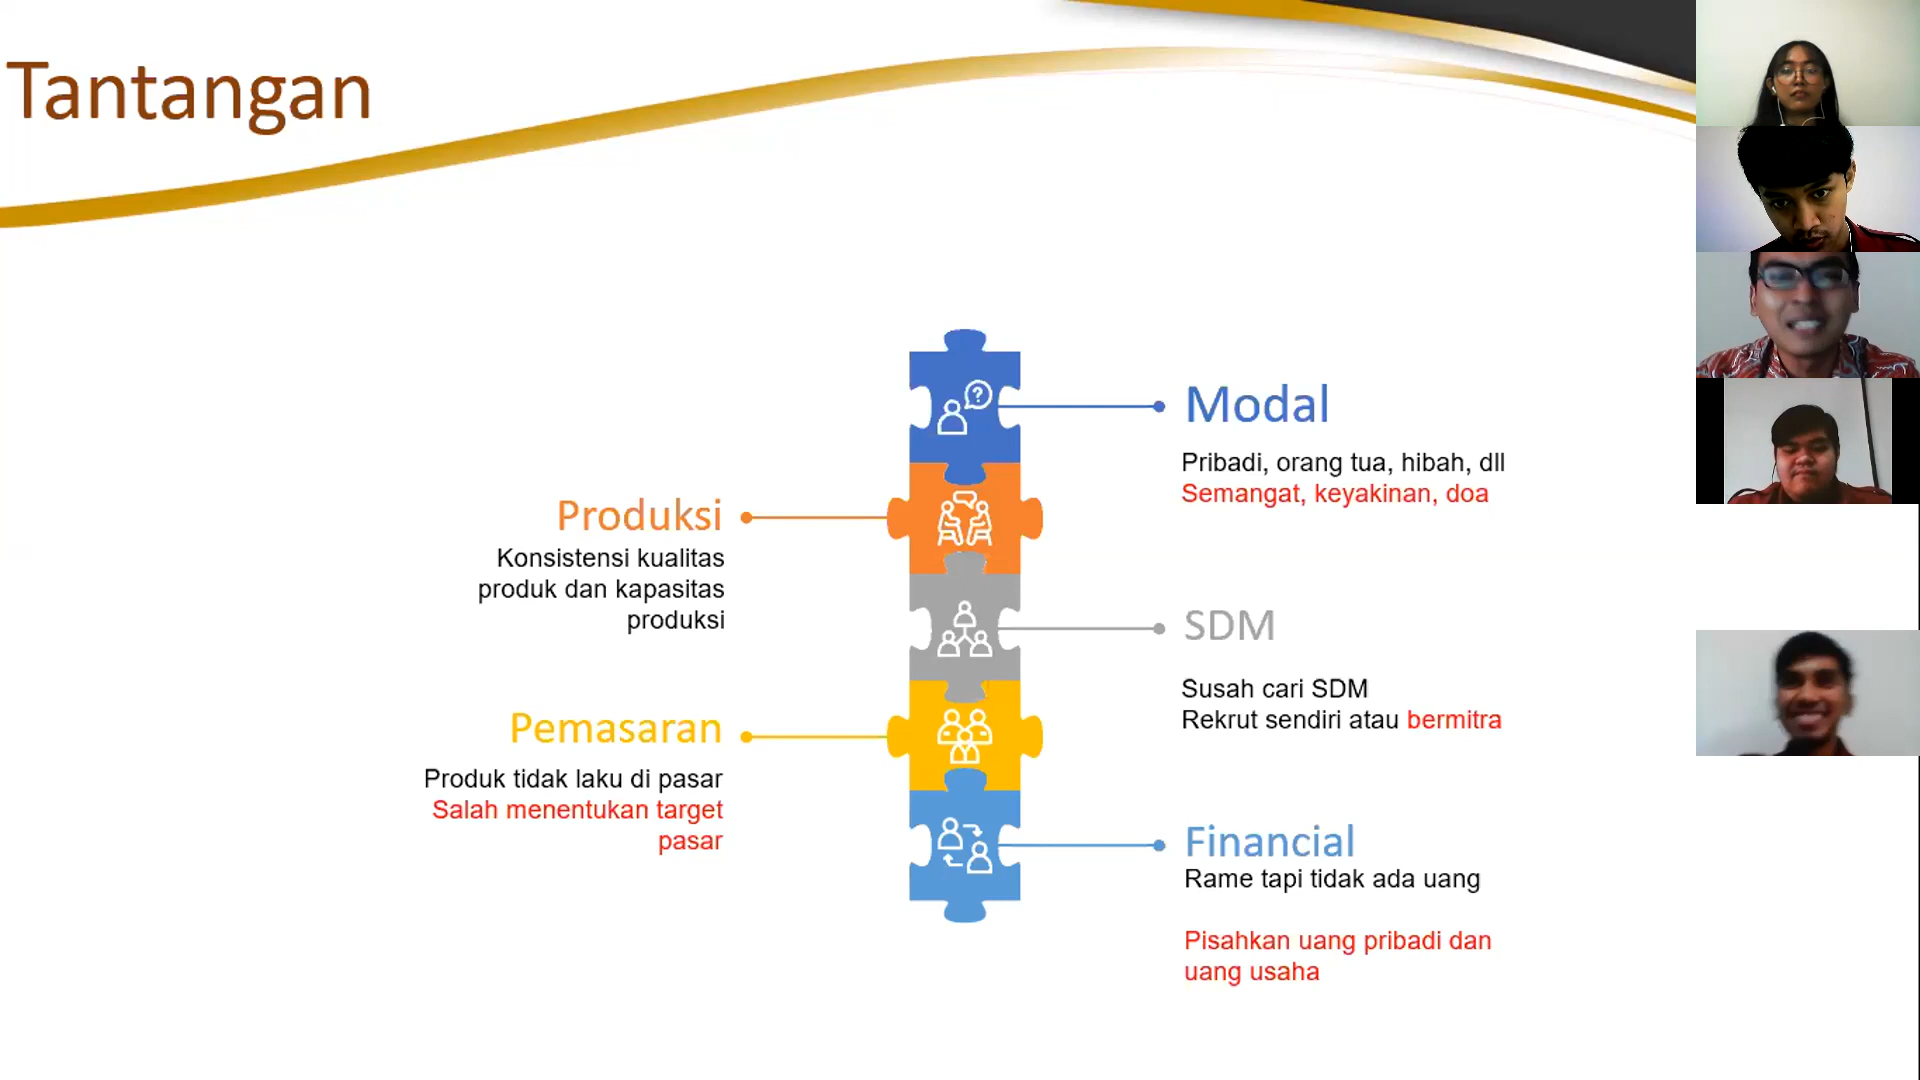 Tantangan
Modal
Pribadi, orang tua, hibah, dll
Semangat, keyakinan, doa
Produksi
Konsistensi kualitas
produk dan kapasitas
produksi
SDM
Susah cari SDM
Rekrut sendiri atau bermitra
Pemasaran
Produk tidak laku di pasar
Salah menentukan target
pasar
Financial
Rame tapi tidak ada uang
Pisahkan uang pribadi dan
uang usaha